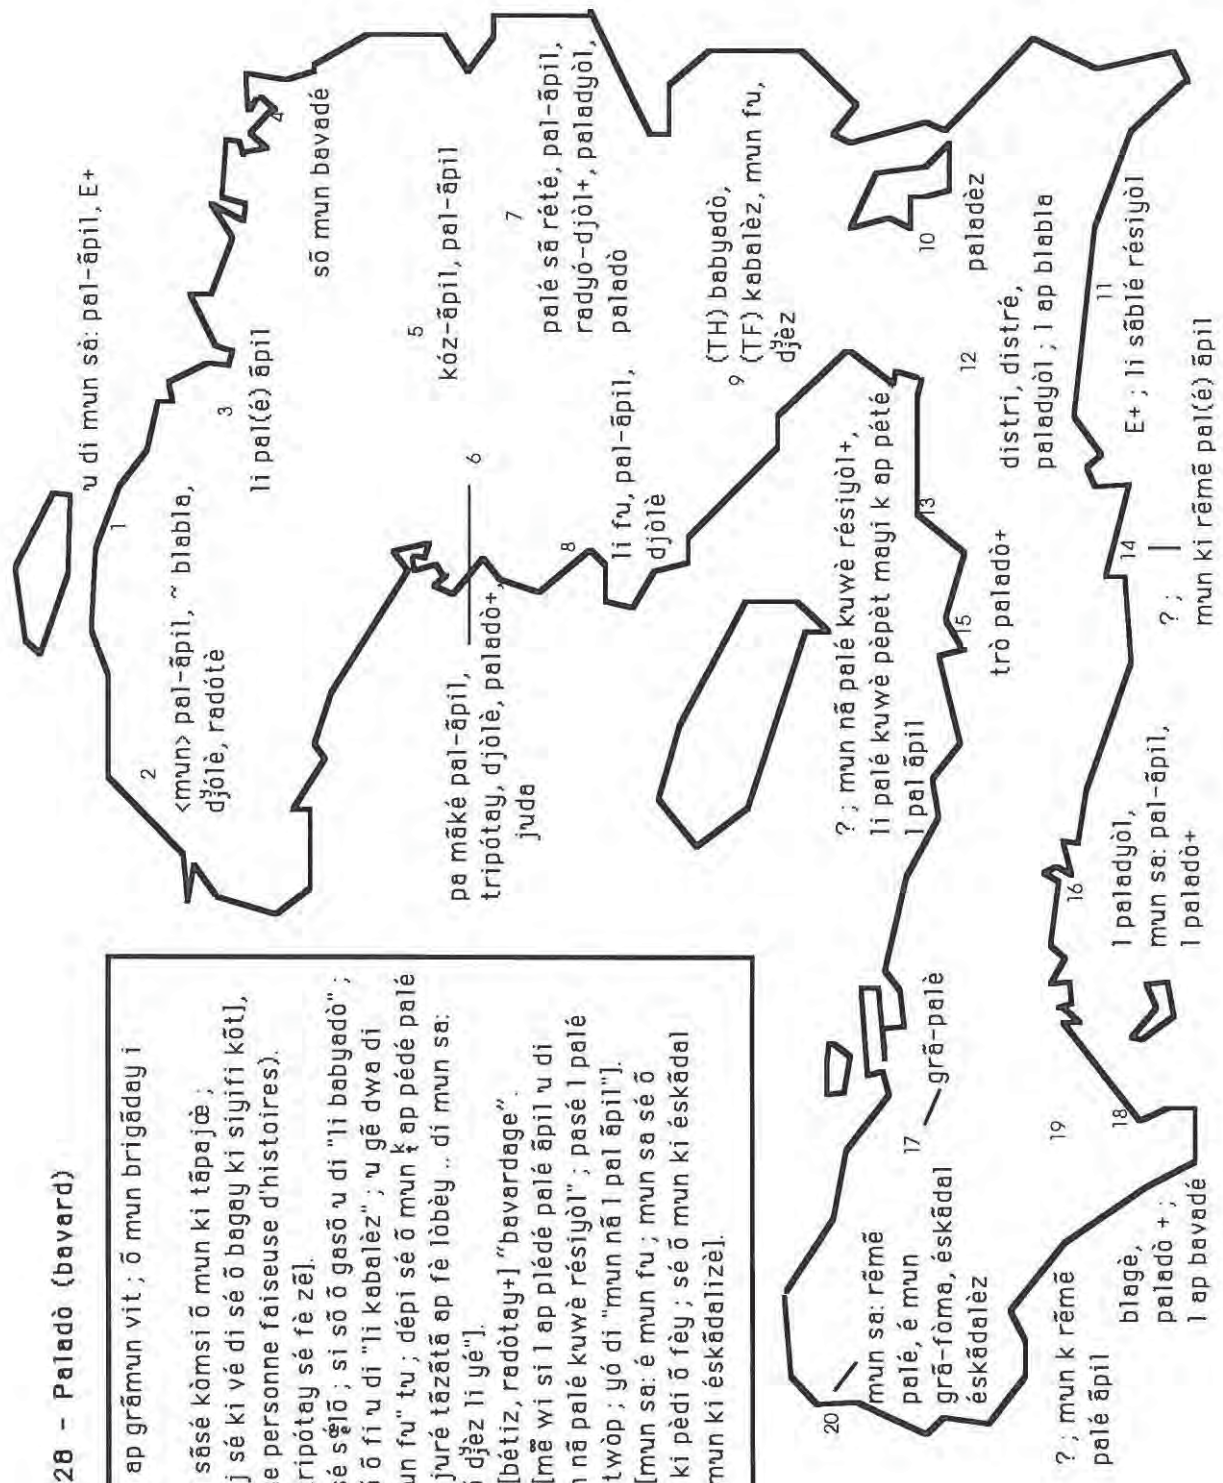 28 - Paladò (bavard)
ap grãmun vit ; õ mun brigãday i
sãsé kòmsi õ mun ki tãpajœ ;
j sé ki vé di sé õ bagay ki siyifi kõt],
e personne faiseuse d'histoires).
ripótay sé fè zẽ].
sé sèlõ ; si sõ õ gasõ u di "li babyadò" ;
õ fi u di "li kabalèz" ; u gẽ dwa di
un fu" tu ; dépi sé õ mun k ap pédé palé
juré tãzãtã ap fè lòbèy .. di mun sa:
djèz li yé"].
[bétiz, radòtay+] "bavardage" .
[mẽ wi si l ap plédé palé ãpil u di
n nã palé kuwè résiyòl" ; pasé l palé
twòp ; yó di "mun nã l pal ãpil"].
[mun sa: é mun fu ; mun sa sé õ
ki pèdi õ fèy ; sé õ mun ki éskãdal
mun ki éskãdalizè].
u di mun sà: pal-ãpil, E+
1
2
<mun> pal-ãpil, ~ blabla,
djólè, radótè
3
li pal(é) ãpil
4
sõ mun bavadé
5
kóz-ãpil, pal-ãpil
6
pa mãké pal-ãpil,
tripótay, djòlè, paladò+,
juda
7
palé sã rété, pal-ãpil,
radyó-djòl+, paladyòl,
paladò
8
li fu, pal-ãpil,
djòlè
9
(TH) babyadò,
(TF) kabalèz, mun fu,
djèz
10
paladèz
11
E+ ; li sãblé résiyòl
12
distri, distré,
paladyòl ; l ap blabla
13
? ; mun nã palé kuwè résiyòl+,
li palé kuwè pèpèt mayi k ap pété
l pal ãpil
14
? ;
mun ki rẽmẽ pal(é) ãpil
15
trò paladò+
16
l paladyòl,
mun sa: pal-ãpil,
l paladò+
17
grã-palè
18
blagè,
paladò + ;
l ap bavadé
19
? ; mun k rẽmẽ
palé ãpil
20
mun sa: rẽmẽ
palé, é mun
grã-fòma, éskãdal
éskãdalèz